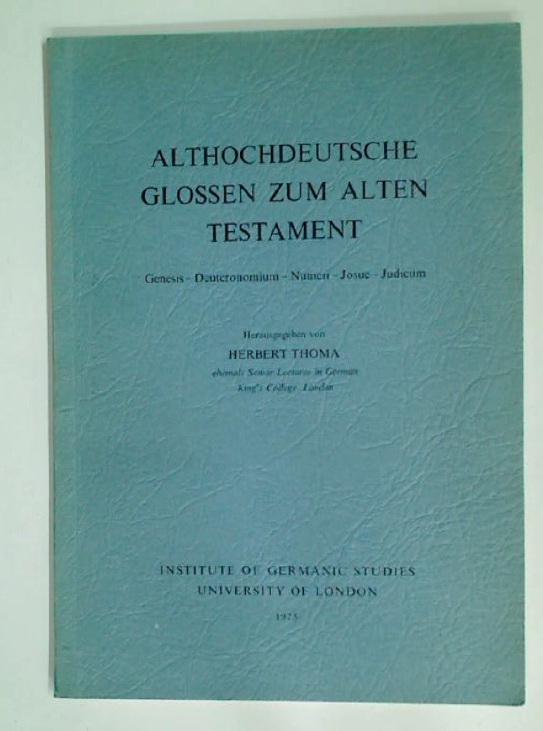 ALTHOCHDEUTSCHE
GLOSSEN ZUM ALTEN
TESTAMENT
Genesis – Deuteronomium – Numeri – Josue – Judicum
Herausgegeben von
HERBERT THOMA
ehemals Senior Lecturer in German
King's College, London
INSTITUTE OF GERMANIC STUDIES
UNIVERSITY OF LONDON
1975